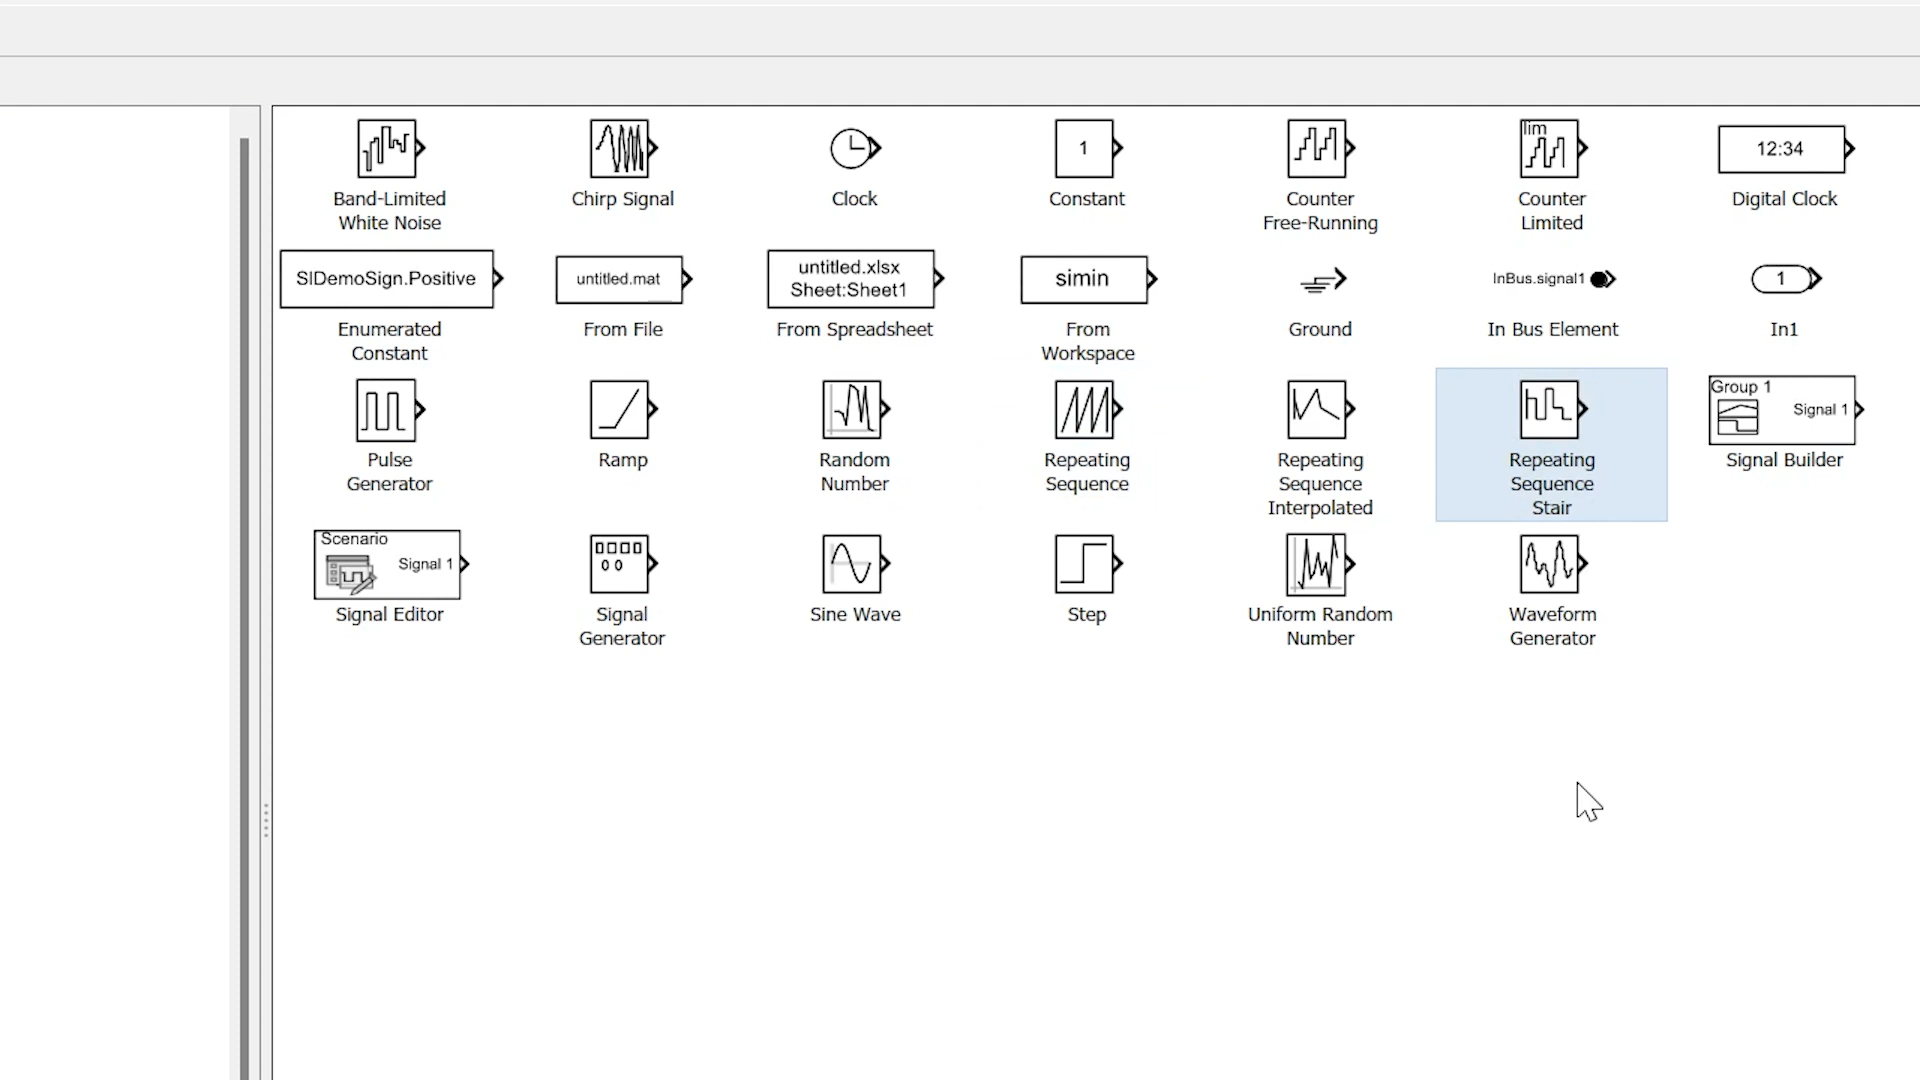 1
lim
12:34
Band-Limited
White Noise
Chirp Signal
Clock
Constant
Counter
Free-Running
Counter
Limited
Digital Clock
SlDemoSign.Positive
untitled.mat
untitled.xlsx
Sheet:Sheet1
simin
InBus.signal1
1
Enumerated
Constant
From File
From Spreadsheet
From
Workspace
Ground
In Bus Element
In1
Group 1
Signal 1
Pulse
Generator
Ramp
Random
Number
Repeating
Sequence
Repeating
Sequence
Interpolated
Repeating
Sequence
Stair
Signal Builder
Scenario
Signal 1
Signal Editor
Signal
Generator
Sine Wave
Step
Uniform Random
Number
Waveform
Generator